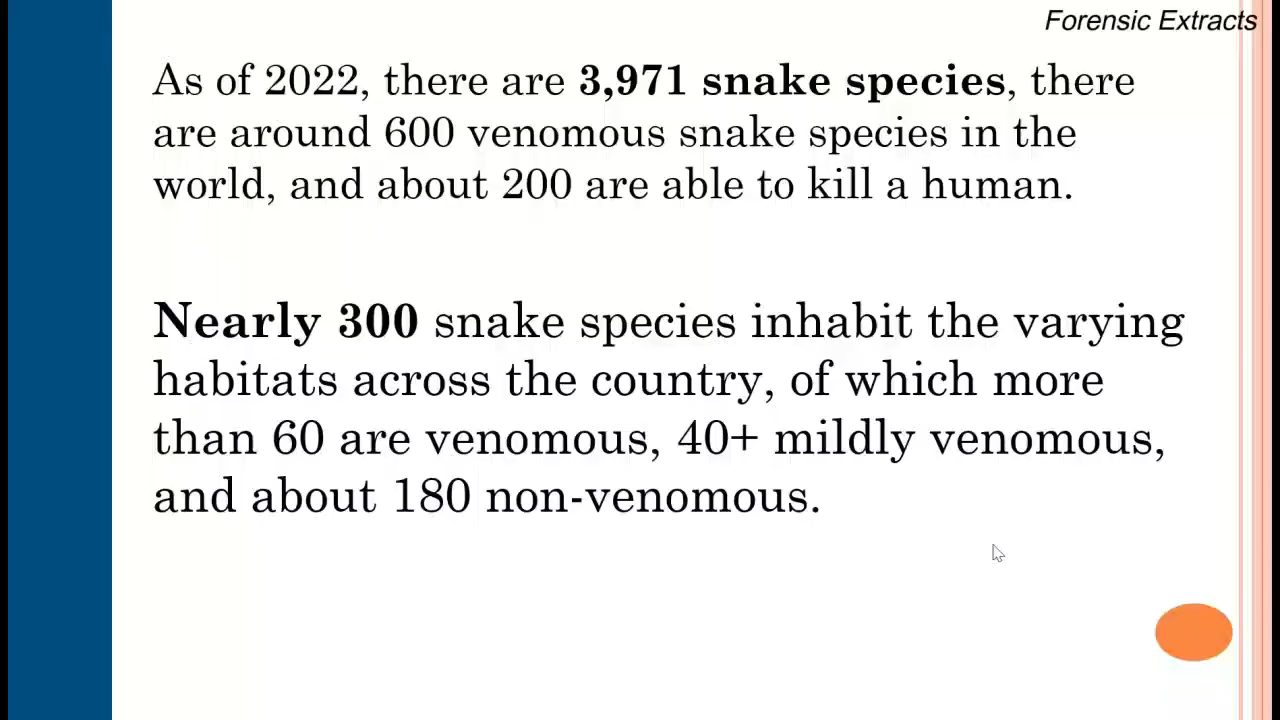 Forensic Extracts
As of 2022, there are 3,971 snake species, there
are around 600 venomous snake species in the
world, and about 200 are able to kill a human.
Nearly 300 snake species inhabit the varying
habitats across the country, of which more
than 60 are venomous, 40+ mildly venomous,
and about 180 non-venomous.